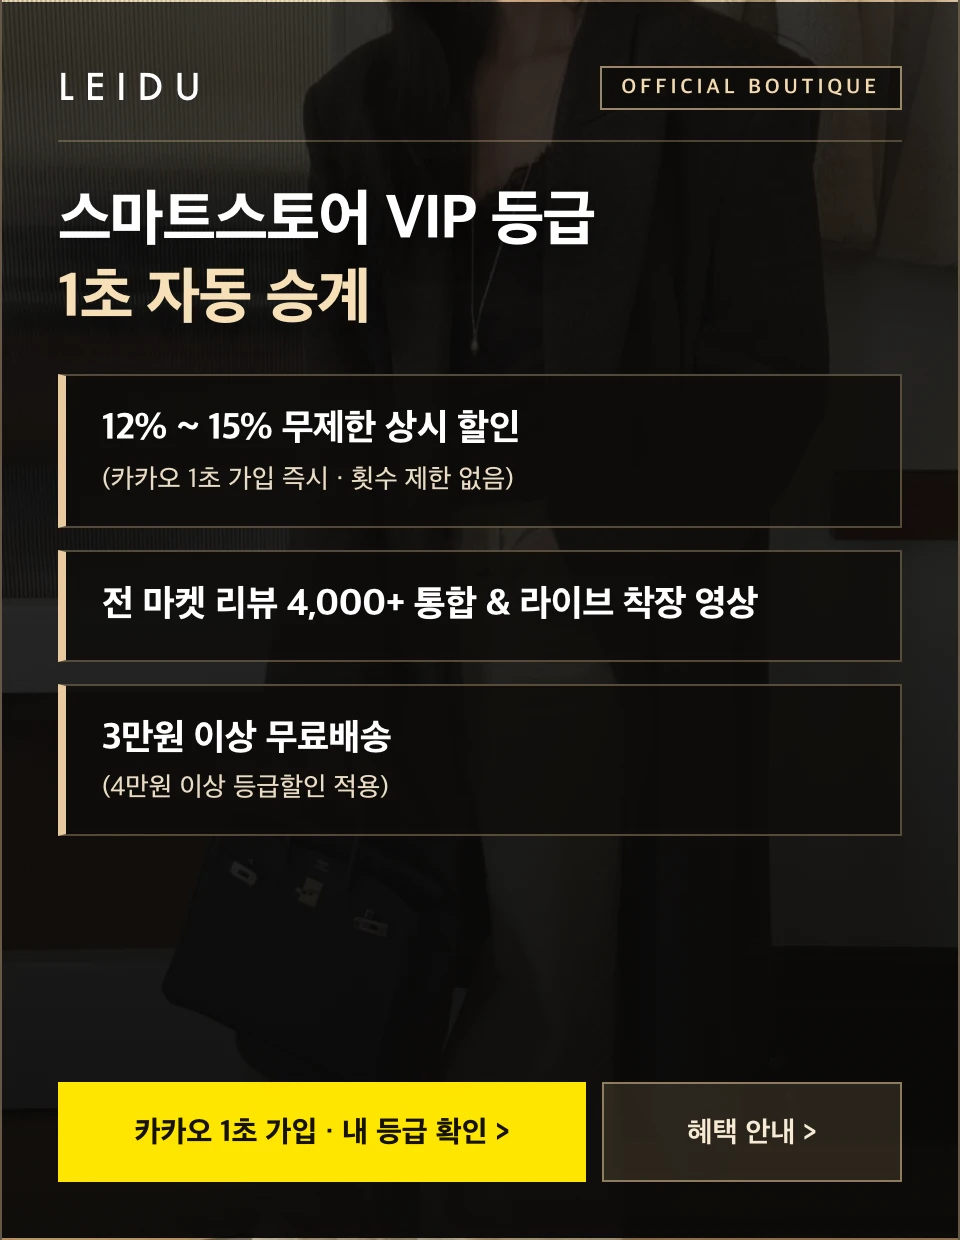 LEIDU
OFFICIAL BOUTIQUE
스마트스토어 VIP 등급
1초 자동 승계
12% ~ 15% 무제한 상시 할인
(카카오 1초 가입 즉시 · 횟수 제한 없음)
전 마켓 리뷰 4,000+ 통합 & 라이브 착장 영상
3만원 이상 무료배송
(4만원 이상 등급할인 적용)
카카오 1초 가입 · 내 등급 확인 >
혜택 안내 >